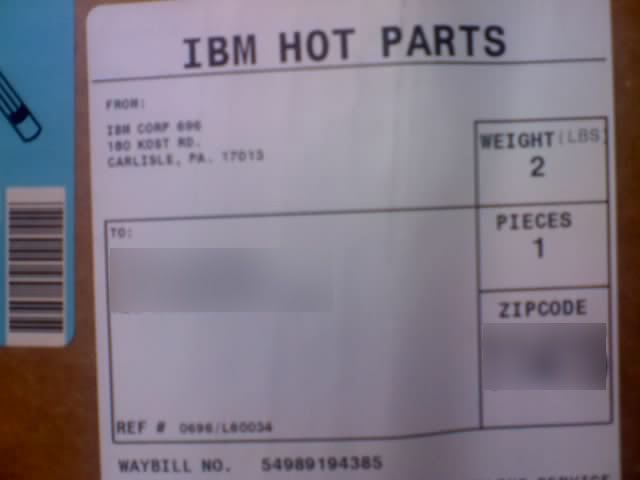 IBM HOT PARTS
FROM:
IBM CORP 696
180 KOST RD.
CARLISLE, PA. 17013
WEIGHT(LBS)
2
PIECES
1
ZIPCODE
TO:
REF # 0696/L60034
WAYBILL NO. 54989194385